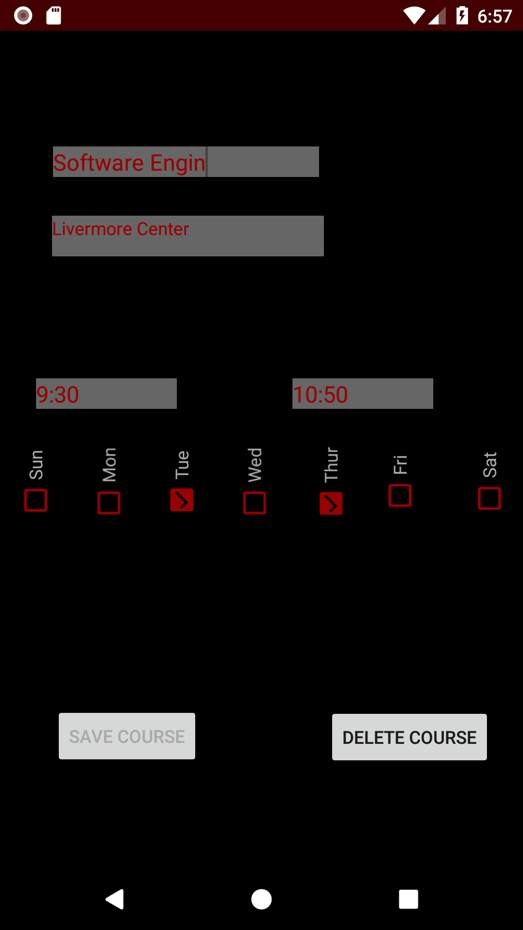 6:57
Software Engin
Livermore Center
9:30 10:50
Sun Mon Tue Wed Thur Fri Sat
SAVE COURSE DELETE COURSE